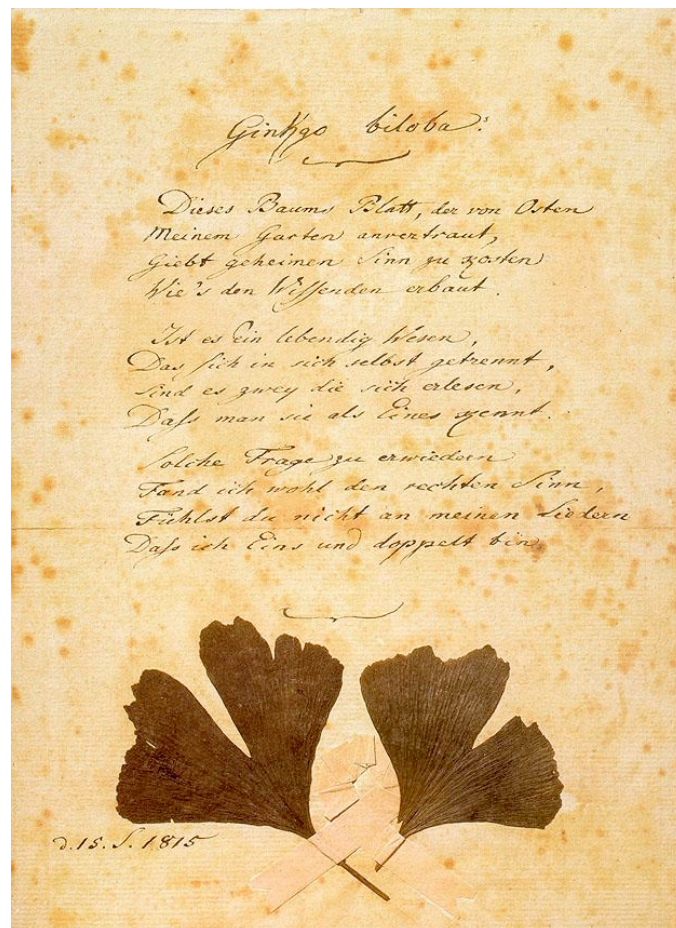 Ginkgo biloba.
Dieses Baums Blatt, der von Osten
Meinem Garten anvertraut,
Giebt geheimen Sinn zu kosten
Wie's den Wissenden erbaut.
Ist es Ein lebendig Wesen,
Das sich in sich selbst getrennt,
Sind es zwey die sich erlesen,
Dass man sie als Eines kennt.
Solche Frage zu erwiedern
Fand ich wohl den rechten Sinn,
Fühlst du nicht an meinen Liedern
Dass ich Eins und doppelt bin
d. 15. S. 1815